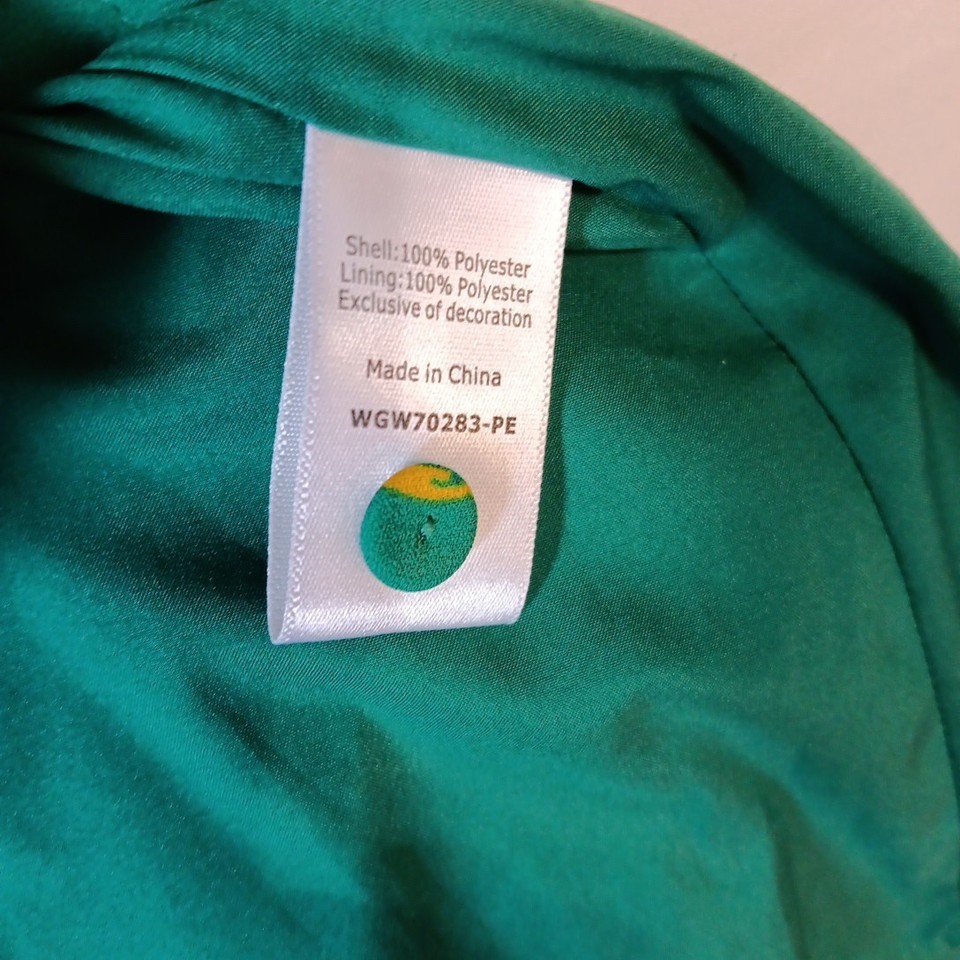 Shell:100% Polyester
Lining:100% Polyester
Exclusive of decoration
Made in China
WGW70283-PE